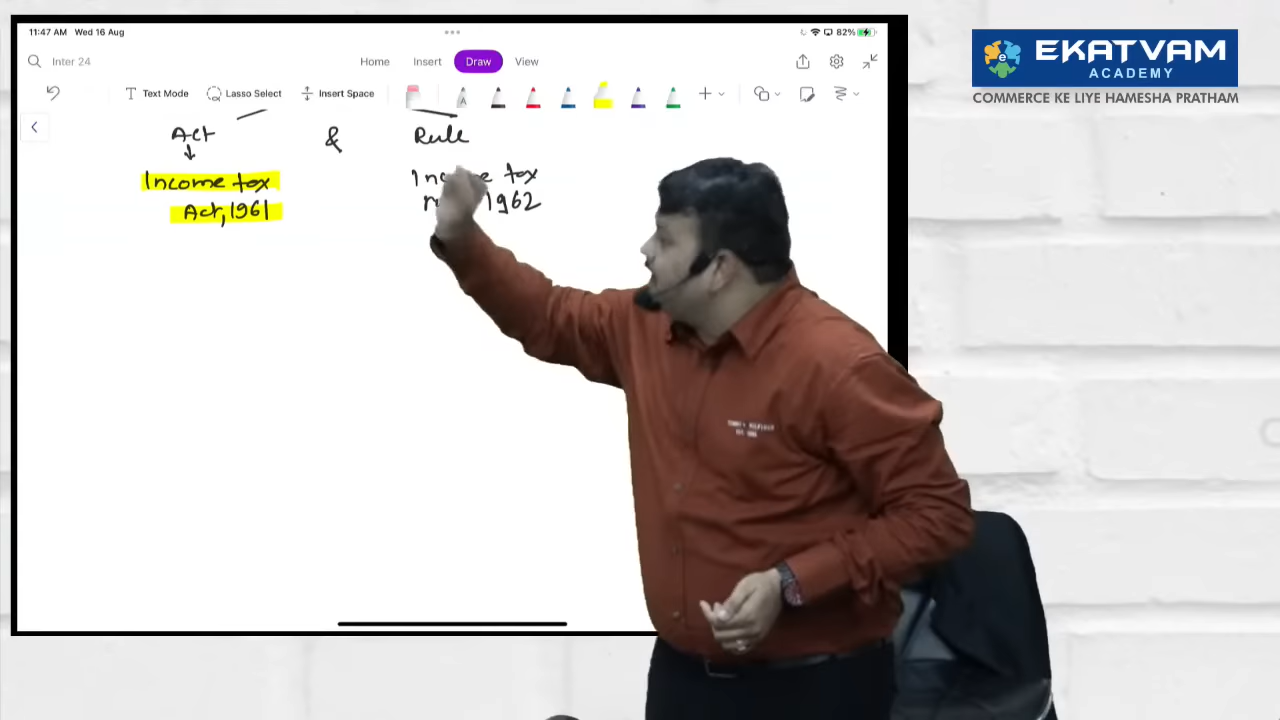 11:47 AM Wed 16 Aug
82%
Inter 24
Home Insert Draw View
Text Mode Lasso Select Insert Space
EKATVAM
ACADEMY
COMMERCE KE LIYE HAMESHA PRATHAM
Act & Rule
Income tax
Act, 1961
tax
1962